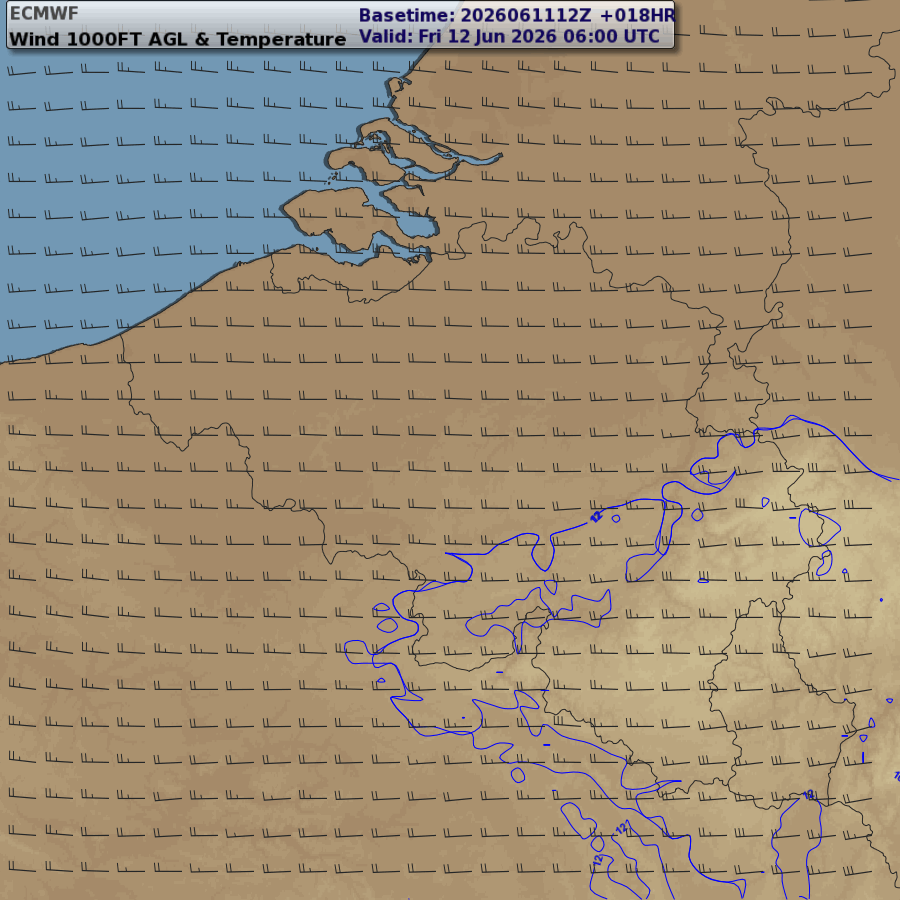 ECMWF
Basetime: 2026061112Z +018HR
Wind 1000FT AGL & Temperature
Valid: Fri 12 Jun 2026 06:00 UTC
12
12
12
12